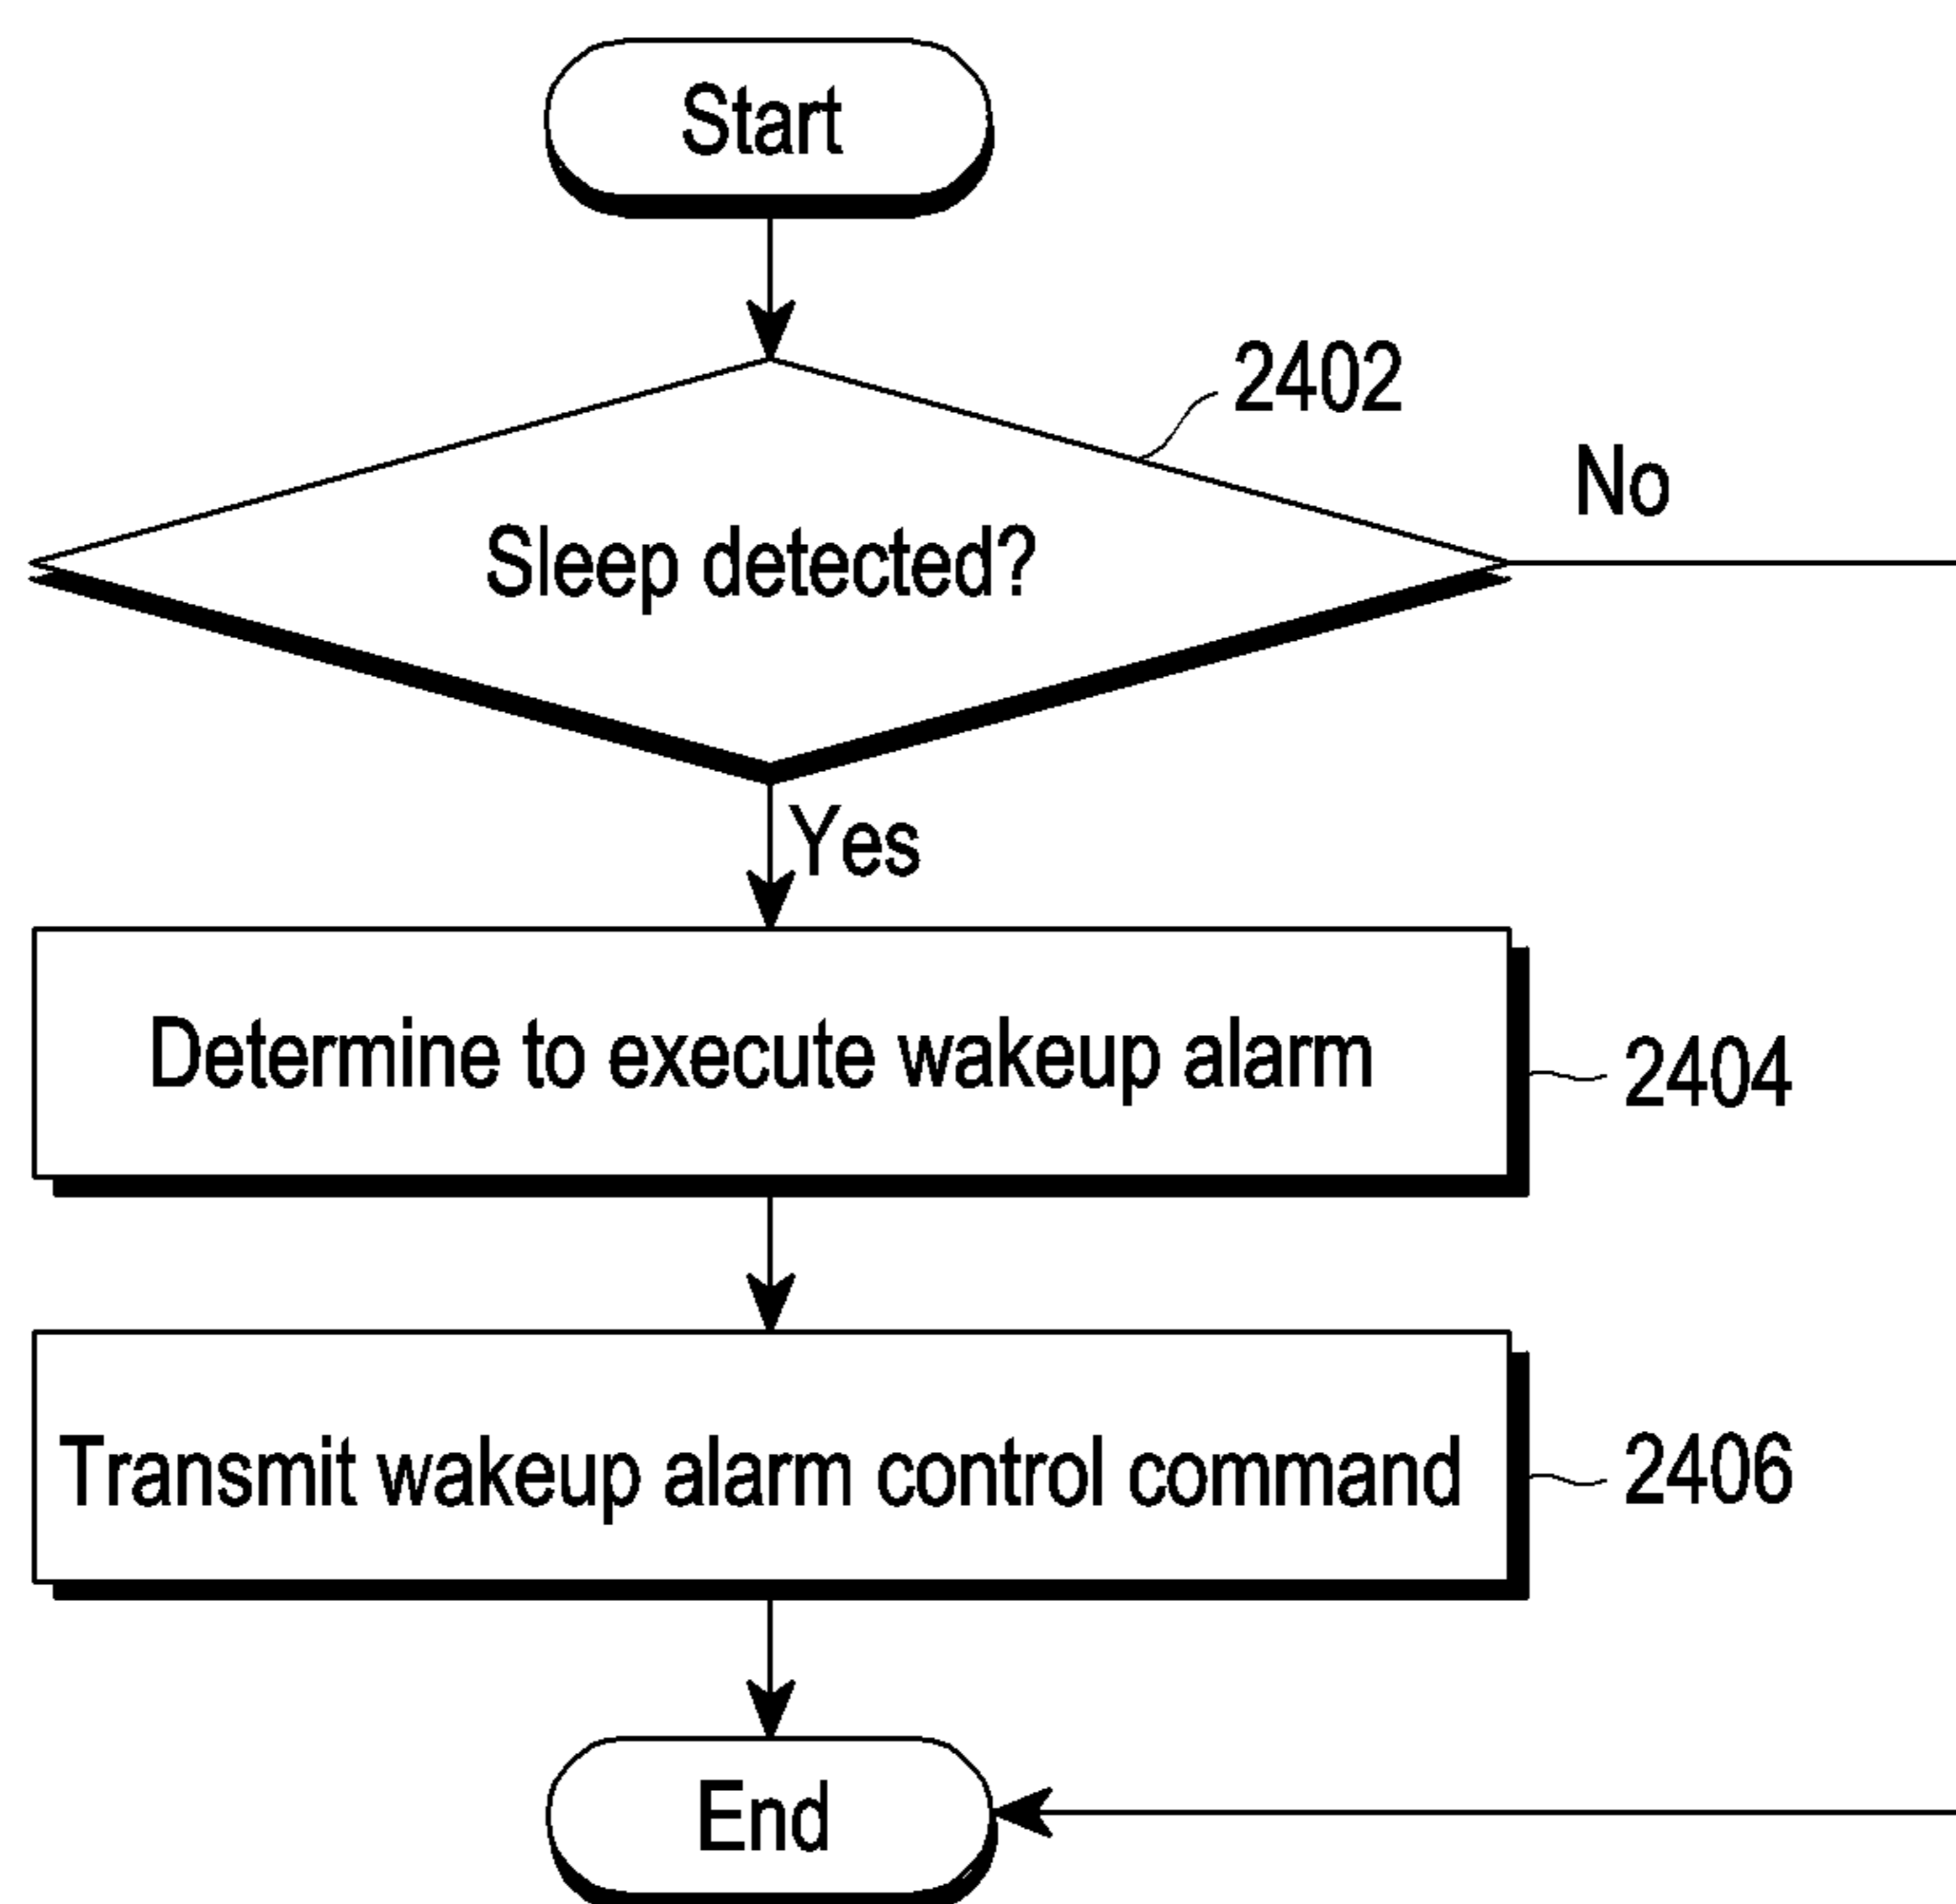 Start
2402
No
Sleep detected?
Yes
Determine to execute wakeup alarm
2404
Transmit wakeup alarm control command
2406
End